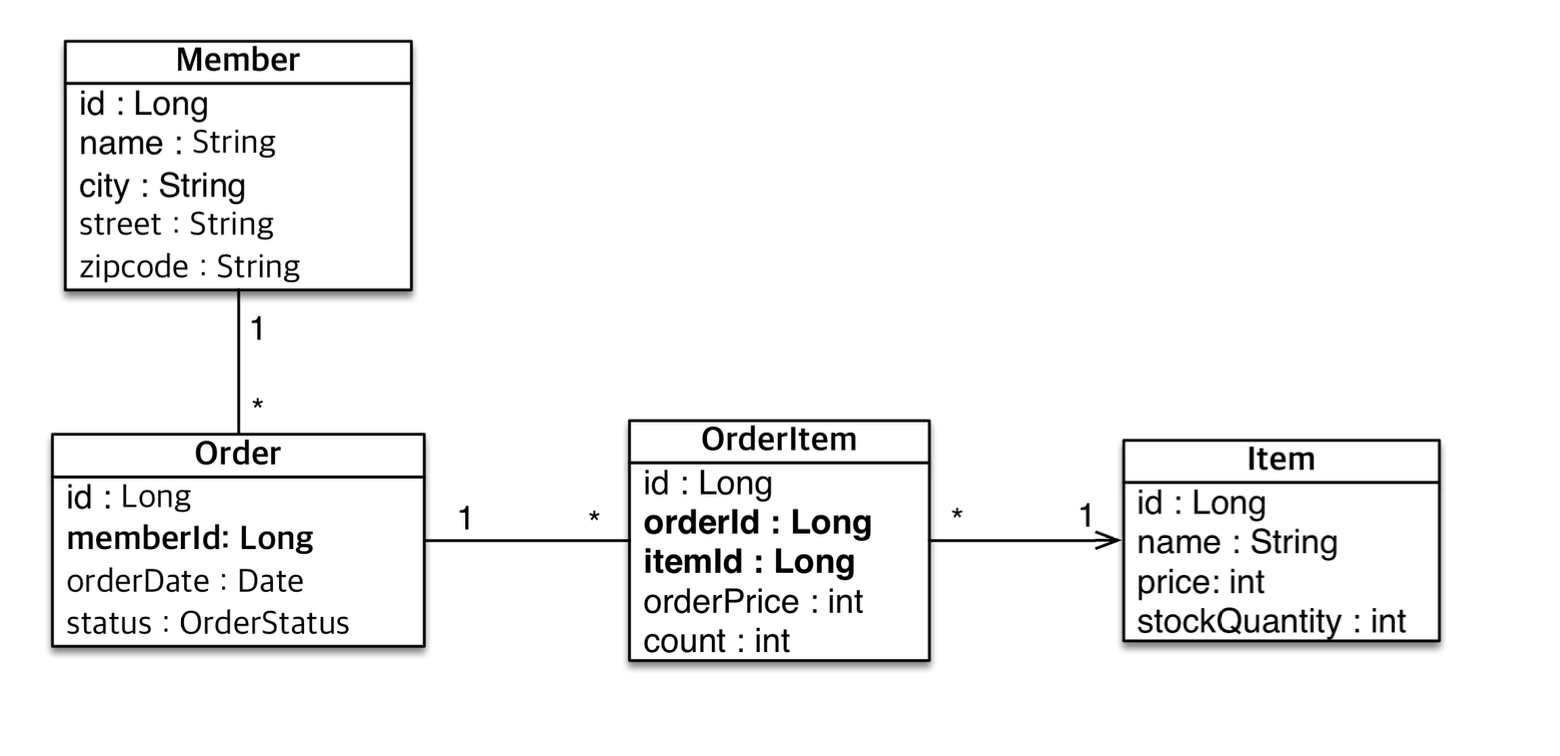 Member
id : Long
name : String
city : String
street : String
zipcode : String
1
*
Order
id : Long
memberId: Long
orderDate : Date
status : OrderStatus
1
*
OrderItem
id : Long
orderId : Long
itemId : Long
orderPrice : int
count : int
*
1
Item
id : Long
name : String
price: int
stockQuantity : int